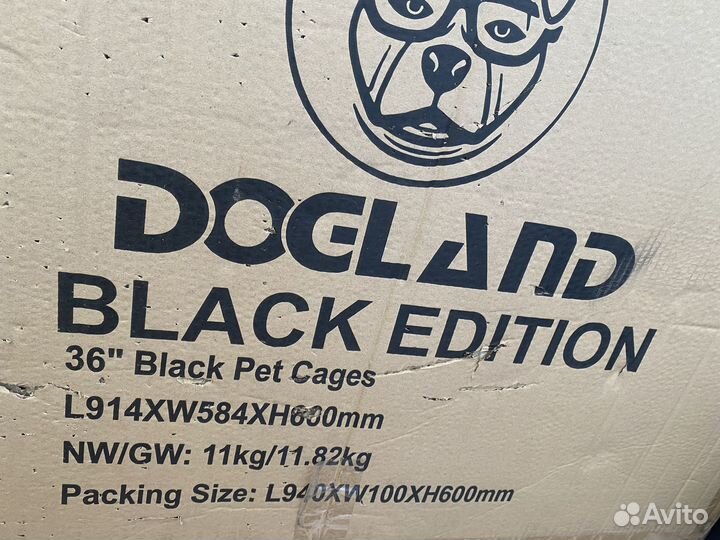 DOGLAND
BLACK EDITION
36" Black Pet Cages
L914XW584XH600mm
NW/GW: 11kg/11.82kg
Packing Size: L940XW100XH600mm
Avito